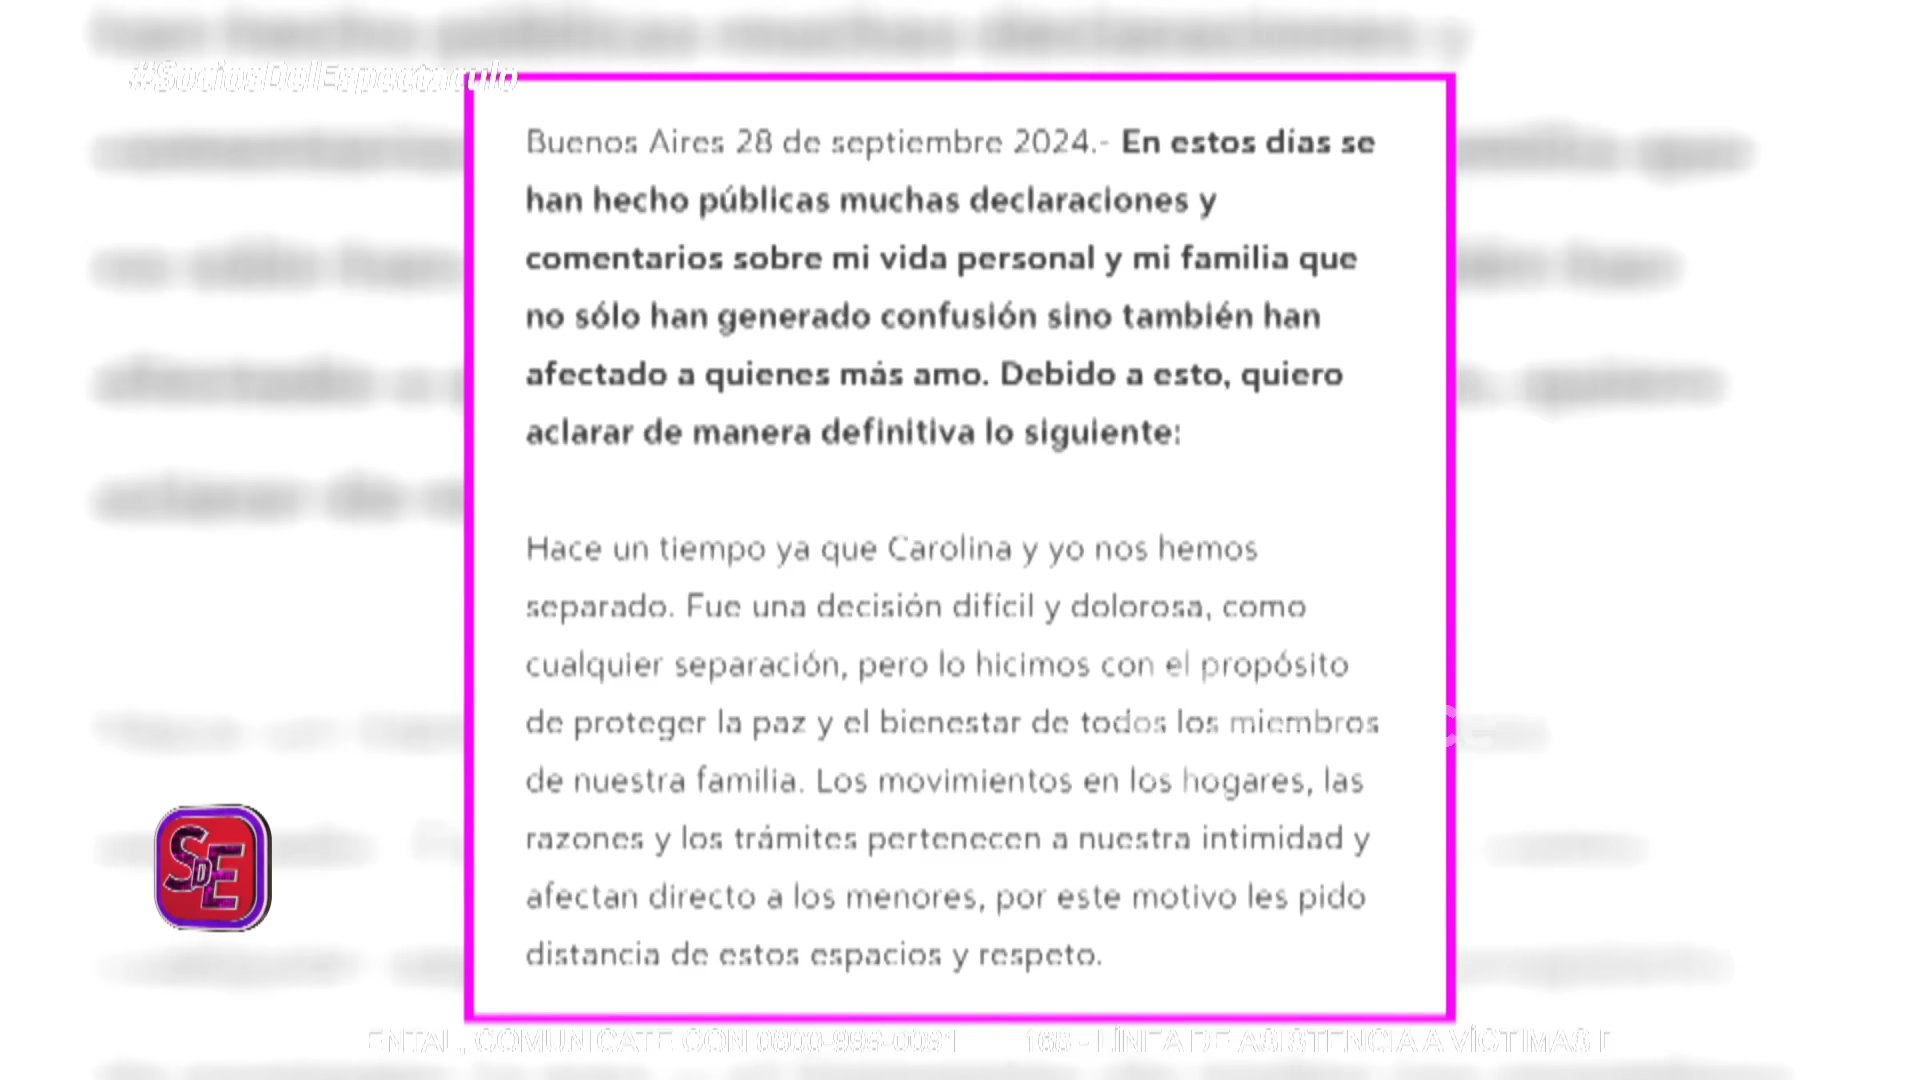 #SociosDelEspectaculo
Buenos Aires 28 de septiembre 2024.- En estos días se
han hecho públicas muchas declaraciones y
comentarios sobre mi vida personal y mi familia que
no sólo han generado confusión sino también han
afectado a quienes más amo. Debido a esto, quiero
aclarar de manera definitiva lo siguiente:
Hace un tiempo ya que Carolina y yo nos hemos
separado. Fue una decisión difícil y dolorosa, como
cualquier separación, pero lo hicimos con el propósito
de proteger la paz y el bienestar de todos los miembros
de nuestra familia. Los movimientos en los hogares, las
razones y los trámites pertenecen a nuestra intimidad y
afectan directo a los menores, por este motivo les pido
distancia de estos espacios y respeto.
SDE
ENTAL, COMUNICATE CON 0800-999-0091 168 - LÍNEA DE ASISTENCIA A VÍCTIMAS